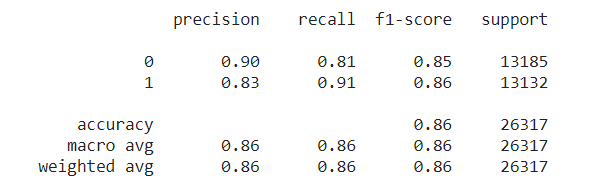 precision recall f1-score support
0 0.90 0.81 0.85 13185
1 0.83 0.91 0.86 13132
accuracy 0.86 26317
macro avg 0.86 0.86 0.86 26317
weighted avg 0.86 0.86 0.86 26317